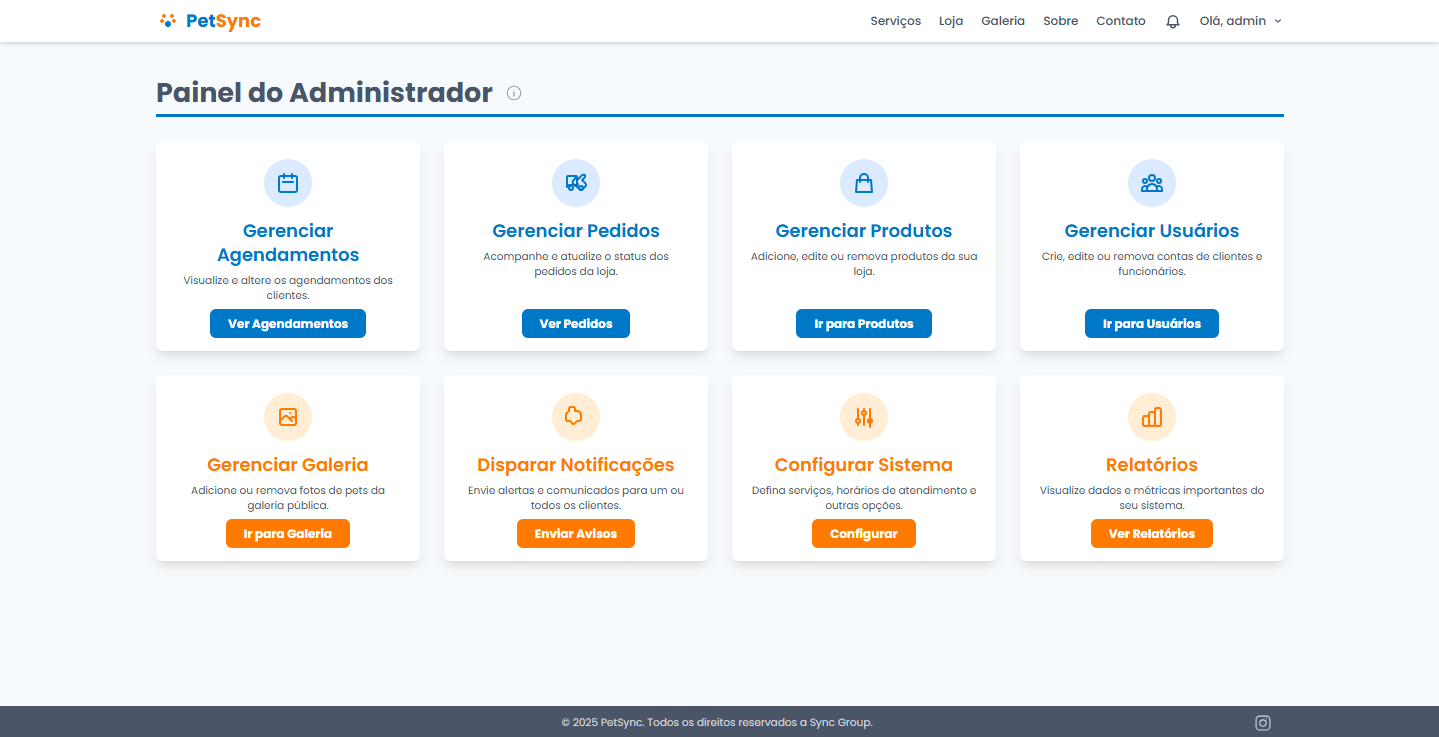 PetSync
Serviços Loja Galeria Sobre Contato Olá, admin
Painel do Administrador
Gerenciar
Agendamentos
Visualize e altere os agendamentos dos
clientes.
Ver Agendamentos
Gerenciar Pedidos
Acompanhe e atualize o status dos
pedidos da loja.
Ver Pedidos
Gerenciar Produtos
Adicione, edite ou remova produtos da sua
loja.
Ir para Produtos
Gerenciar Usuários
Crie, edite ou remova contas de clientes e
funcionários.
Ir para Usuários
Gerenciar Galeria
Adicione ou remova fotos de pets da
galeria pública.
Ir para Galeria
Disparar Notificações
Envie alertas e comunicados para um ou
todos os clientes.
Enviar Avisos
Configurar Sistema
Defina serviços, horários de atendimento e
outras opções.
Configurar
Relatórios
Visualize dados e métricas importantes do
seu sistema.
Ver Relatórios
© 2025 PetSync. Todos os direitos reservados a Sync Group.